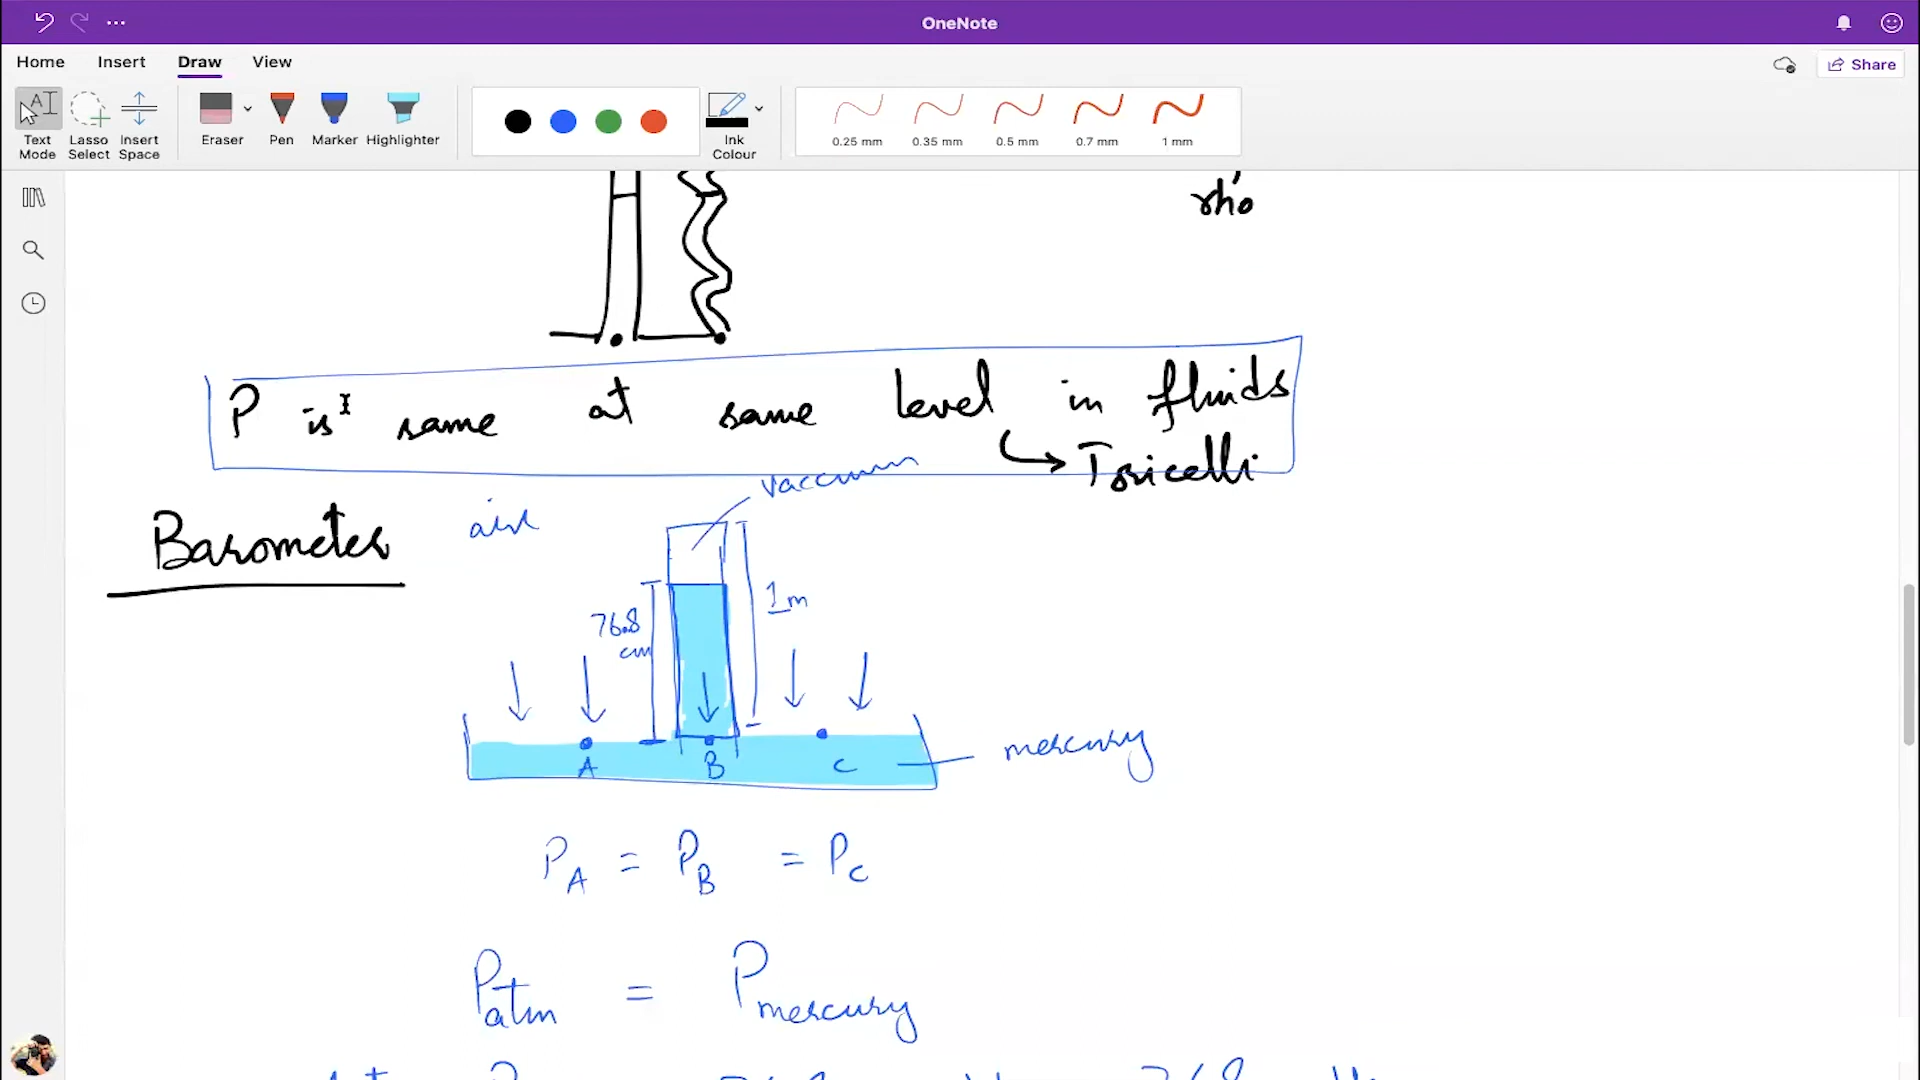 OneNote
Home Insert Draw View
Share
Text Mode
Lasso Select
Insert Space
Eraser
Pen
Marker
Highlighter
Ink Colour
0.25 mm
0.35 mm
0.5 mm
0.7 mm
1 mm
rho
P is same at same level in fluids
Toricelli
vaccum
Barometer
air
1m
76.8
cm
A
B
C
mercury
PA = PB = PC
Patm = Pmercury